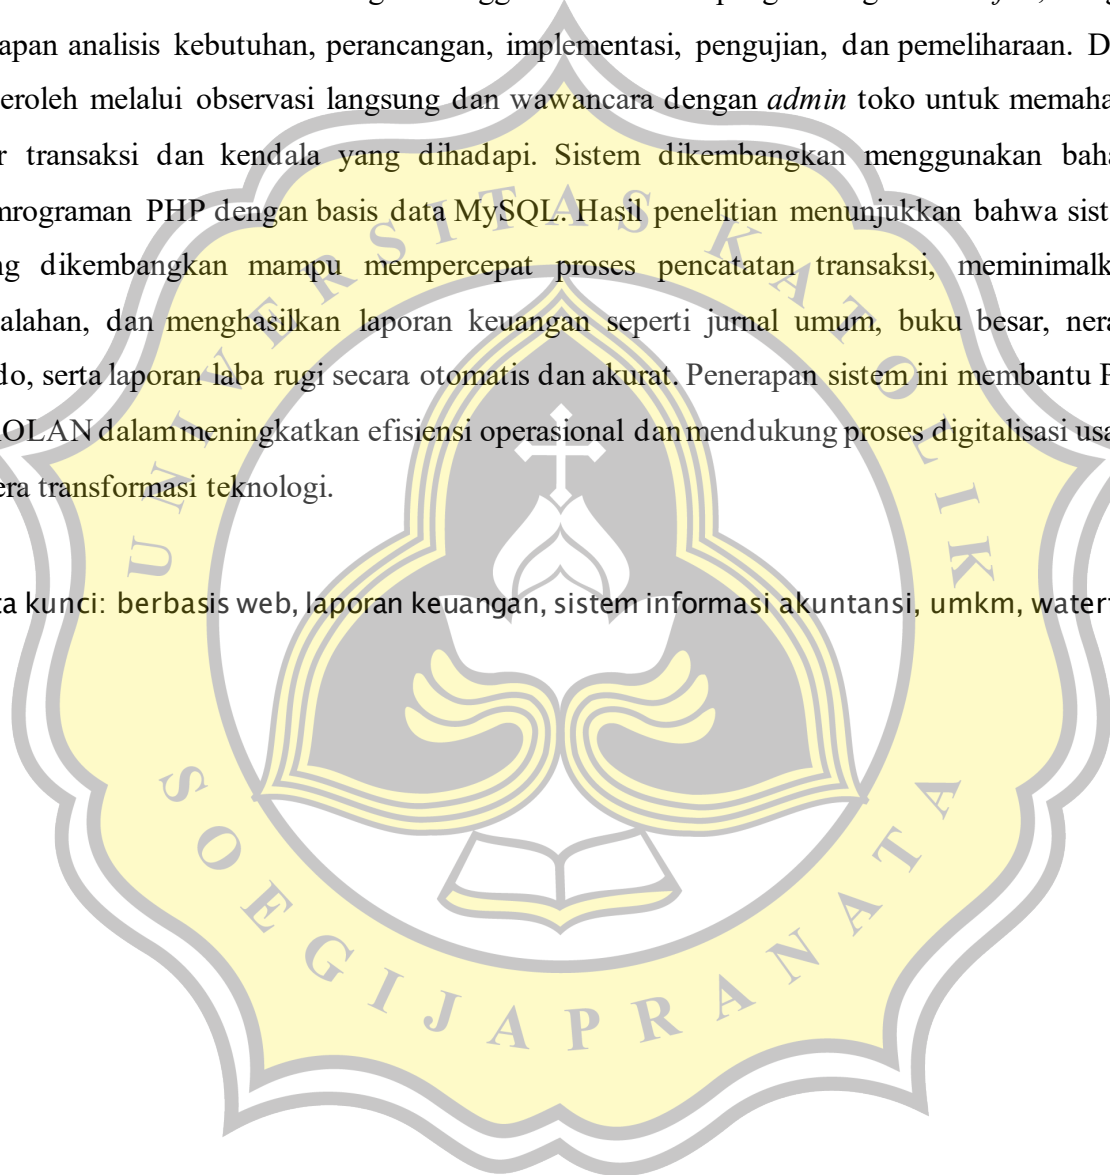 apan analisis kebutuhan, perancangan, implementasi, pengujian, dan pemeliharaan. D
eroleh melalui observasi langsung dan wawancara dengan admin toko untuk memaha
r transaksi dan kendala yang dihadapi. Sistem dikembangkan menggunakan baha
mrograman PHP dengan basis data MySQL. Hasil penelitian menunjukkan bahwa sist
ng dikembangkan mampu mempercepat proses pencatatan transaksi, meminimalk
alahan, dan menghasilkan laporan keuangan seperti jurnal umum, buku besar, nera
do, serta laporan laba rugi secara otomatis dan akurat. Penerapan sistem ini membantu
OLAN dalam meningkatkan efisiensi operasional dan mendukung proses digitalisasi usa
era transformasi teknologi.
ta kunci: berbasis web, laporan keuangan, sistem informasi akuntansi, umkm, water
UNIVERSITAS KATOLIK
SOEGIJAPRANATA